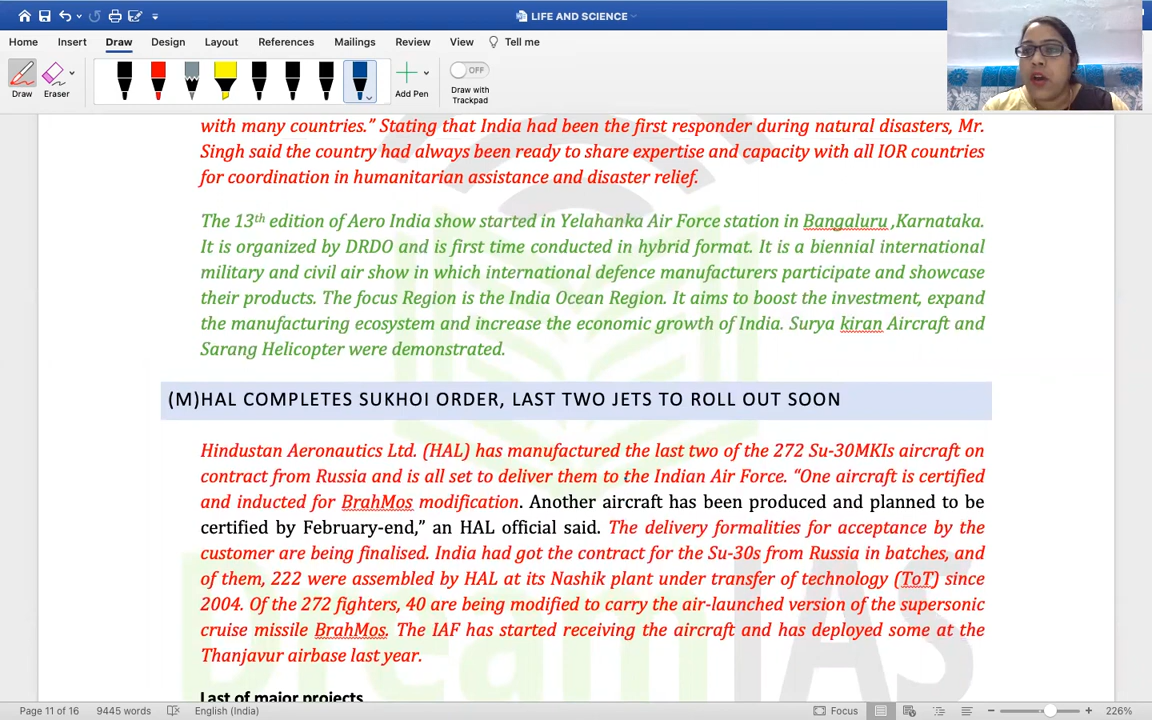 LIFE AND SCIENCE
Home Insert Draw Design Layout References Mailings Review View Tell me
OFF
Draw Eraser Add Pen Draw with Trackpad
with many countries.” Stating that India had been the first responder during natural disasters, Mr.
Singh said the country had always been ready to share expertise and capacity with all IOR countries
for coordination in humanitarian assistance and disaster relief.
The 13th edition of Aero India show started in Yelahanka Air Force station in Bangaluru ,Karnataka.
It is organized by DRDO and is first time conducted in hybrid format. It is a biennial international
military and civil air show in which international defence manufacturers participate and showcase
their products. The focus Region is the India Ocean Region. It aims to boost the investment, expand
the manufacturing ecosystem and increase the economic growth of India. Surya kiran Aircraft and
Sarang Helicopter were demonstrated.
(M)HAL COMPLETES SUKHOI ORDER, LAST TWO JETS TO ROLL OUT SOON
Hindustan Aeronautics Ltd. (HAL) has manufactured the last two of the 272 Su-30MKIs aircraft on
contract from Russia and is all set to deliver them to the Indian Air Force. “One aircraft is certified
and inducted for BrahMos modification. Another aircraft has been produced and planned to be
certified by February-end,” an HAL official said. The delivery formalities for acceptance by the
customer are being finalised. India had got the contract for the Su-30s from Russia in batches, and
of them, 222 were assembled by HAL at its Nashik plant under transfer of technology (ToT) since
2004. Of the 272 fighters, 40 are being modified to carry the air-launched version of the supersonic
cruise missile BrahMos. The IAF has started receiving the aircraft and has deployed some at the
Thanjavur airbase last year.
Last of major projects
Page 11 of 16 9445 words English (India) Focus 226%